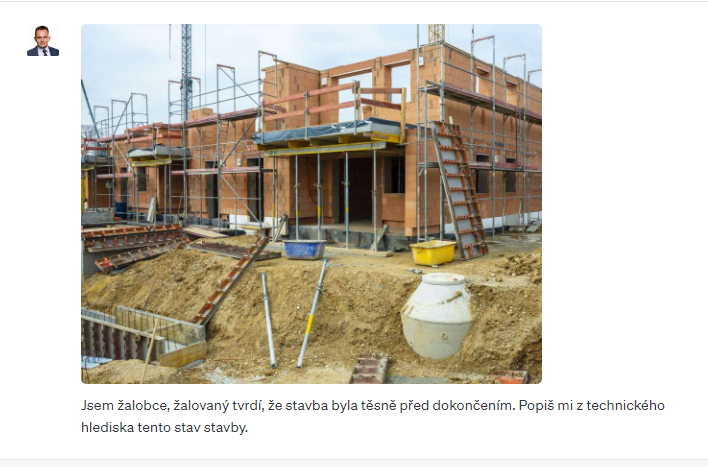 Jsem žalobce, žalovaný tvrdí, že stavba byla těsně před dokončením. Popiš mi z technického
hlediska tento stav stavby.